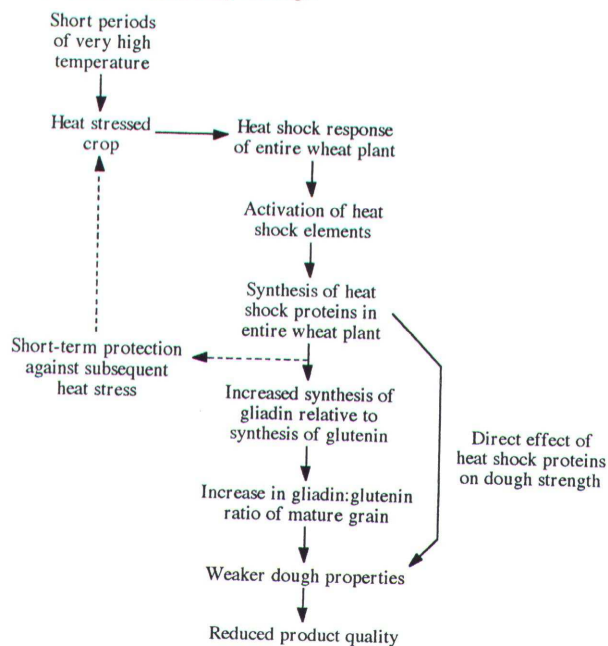 Short periods
of very high
temperature
Heat stressed
crop
Heat shock response
of entire wheat plant
Activation of heat
shock elements
Synthesis of heat
shock proteins in
entire wheat plant
Short-term protection
against subsequent
heat stress
Increased synthesis of
gliadin relative to
synthesis of glutenin
Direct effect of
heat shock proteins
on dough strength
Increase in gliadin:glutenin
ratio of mature grain
Weaker dough properties
Reduced product quality